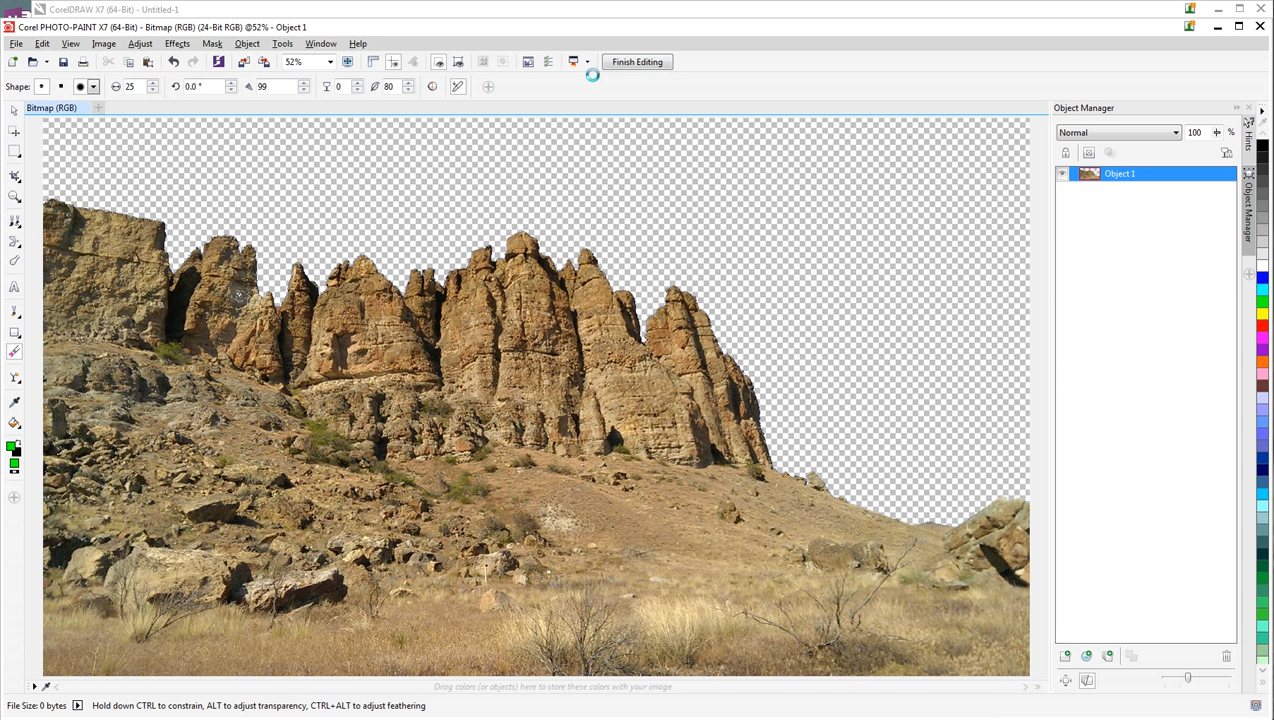 CorelDRAW X7 (64-Bit) - Untitled-1
Corel PHOTO-PAINT X7 (64-Bit) - Bitmap (RGB) (24-Bit RGB) @52% - Object 1
File Edit View Image Adjust Effects Mask Object Tools Window Help
52% Finish Editing
Shape: 25 0.0 ° 99 0 80
Bitmap (RGB)
Object Manager
Normal 100 %
Hints
Object 1
Object Manager
Drag colors (or objects) here to store these colors with your image
File Size: 0 bytes Hold down CTRL to constrain, ALT to adjust transparency, CTRL+ALT to adjust feathering